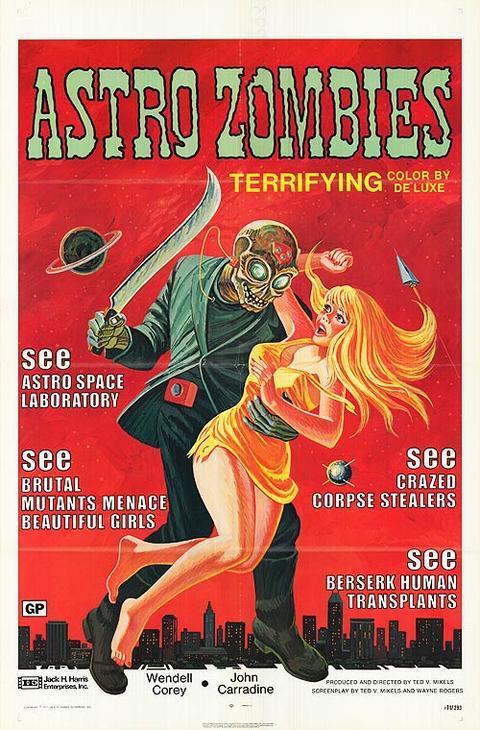 ASTRO ZOMBIES
TERRIFYING
COLOR BY
DE LUXE
see
ASTRO SPACE
LABORATORY
see
BRUTAL
MUTANTS MENACE
BEAUTIFUL GIRLS
see
CRAZED
CORPSE STEALERS
see
BERSERK HUMAN
TRANSPLANTS
GP
Jack H. Harris
Enterprises, Inc.
Wendell
Corey
•
John
Carradine
PRODUCED AND DIRECTED BY TED V. MIKELS
SCREENPLAY BY TED V. MIKELS AND WAYNE ROGERS
71/293